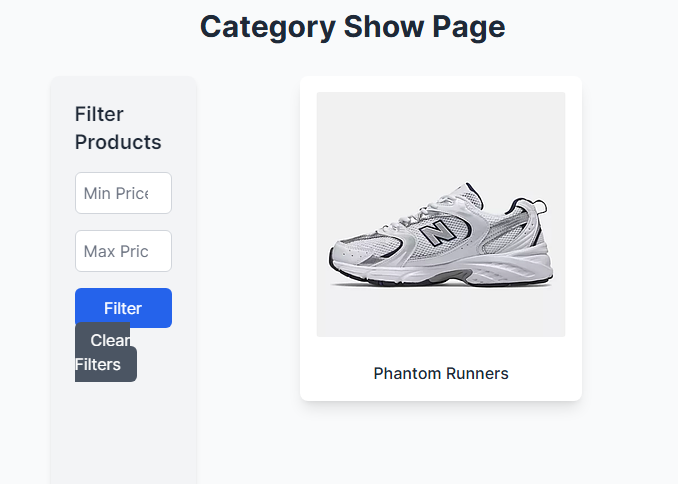 Category Show Page
Filter
Products
Min Price
Max Pric
Filter
Clear
Filters
N
Phantom Runners